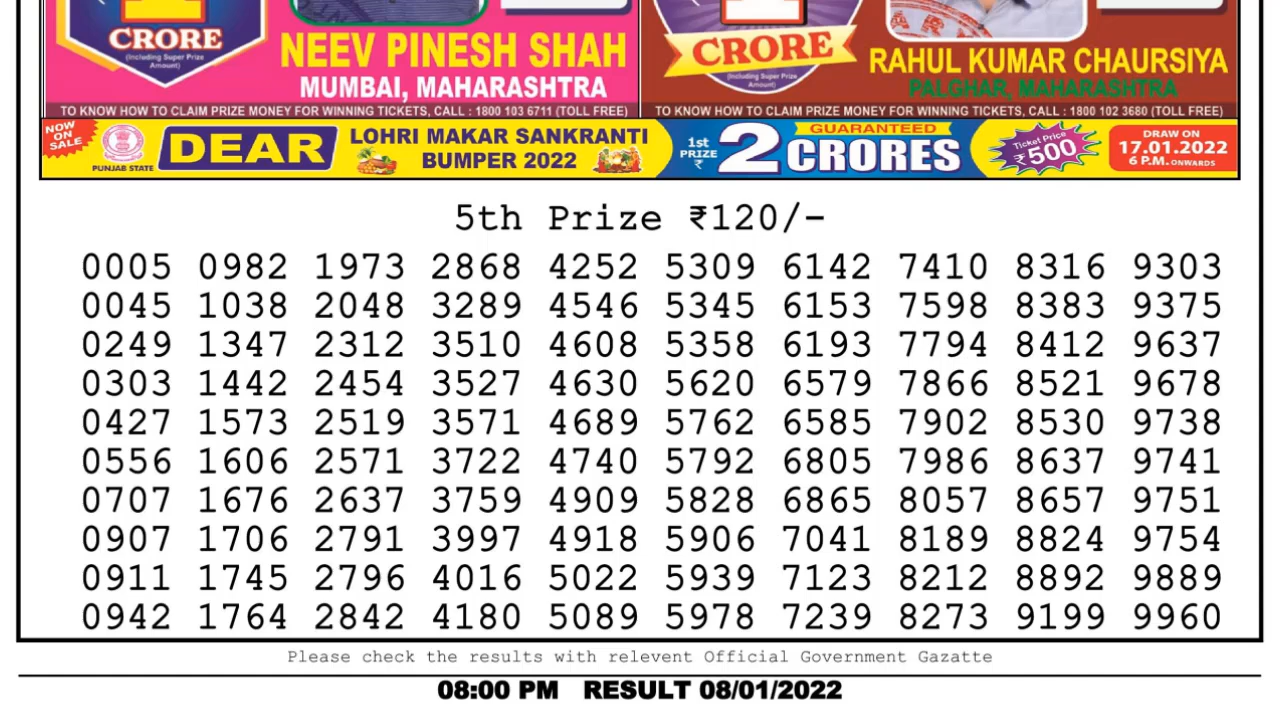 CRORE
(Including Super Prize
Amount)
NEEV PINESH SHAH
MUMBAI, MAHARASHTRA
CRORE
(Including Super Prize
Amount)
RAHUL KUMAR CHAURSIYA
PALGHAR, MAHARASHTRA
TO KNOW HOW TO CLAIM PRIZE MONEY FOR WINNING TICKETS, CALL : 1800 103 6711 (TOLL FREE)
TO KNOW HOW TO CLAIM PRIZE MONEY FOR WINNING TICKETS, CALL : 1800 102 3680 (TOLL FREE)
NOW
ON
SALE
PUNJAB STATE
DEAR
LOHRI MAKAR SANKRANTI
BUMPER 2022
1st
PRIZE
₹
2
GUARANTEED
CRORES
Ticket Price
₹500
DRAW ON
17.01.2022
6 P.M. ONWARDS
5th Prize ₹120/-
0005 0982 1973 2868 4252 5309 6142 7410 8316 9303
0045 1038 2048 3289 4546 5345 6153 7598 8383 9375
0249 1347 2312 3510 4608 5358 6193 7794 8412 9637
0303 1442 2454 3527 4630 5620 6579 7866 8521 9678
0427 1573 2519 3571 4689 5762 6585 7902 8530 9738
0556 1606 2571 3722 4740 5792 6805 7986 8637 9741
0707 1676 2637 3759 4909 5828 6865 8057 8657 9751
0907 1706 2791 3997 4918 5906 7041 8189 8824 9754
0911 1745 2796 4016 5022 5939 7123 8212 8892 9889
0942 1764 2842 4180 5089 5978 7239 8273 9199 9960
Please check the results with relevent Official Government Gazatte
08:00 PM RESULT 08/01/2022